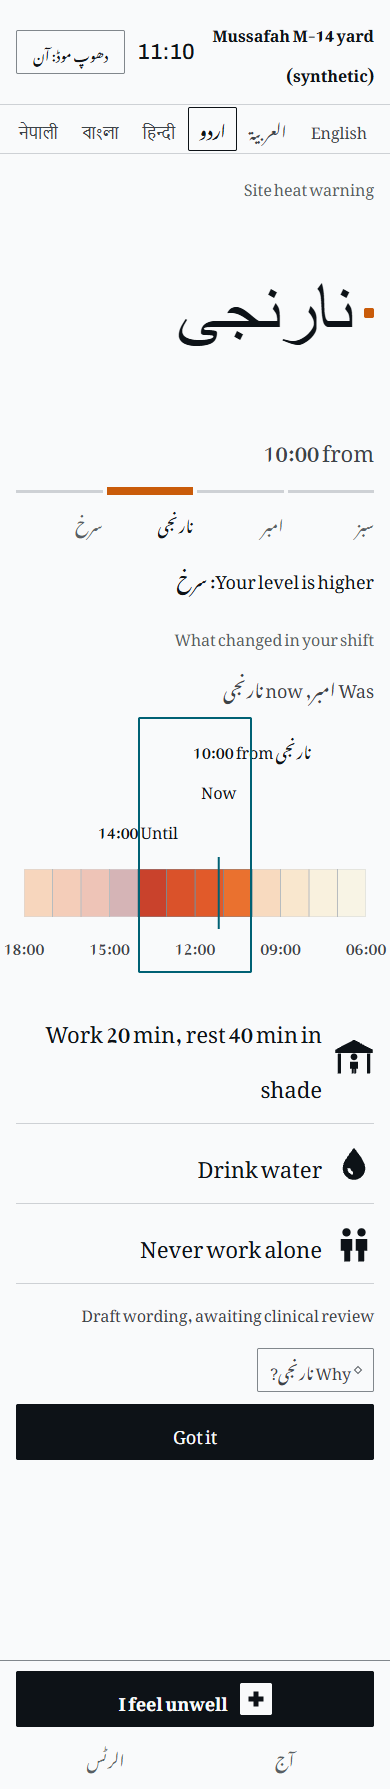 Mussafah M-14 yard (synthetic)
11:10
دھوپ موڈ: آن
English
العربية
اردو
हिन्दी
বাংলা
नेपाली
Site heat warning
نارنجی
10:00 from
سبز
امبر
نارنجی
سرخ
Your level is higher: سرخ
What changed in your shift
Was امبر, now نارنجی
نارنجی from 10:00
Now
Until 14:00
06:00
09:00
12:00
15:00
18:00
Work 20 min, rest 40 min in
shade
Drink water
Never work alone
Draft wording, awaiting clinical review
Why نارنجی?
Got it
I feel unwell
آج
الرٹس